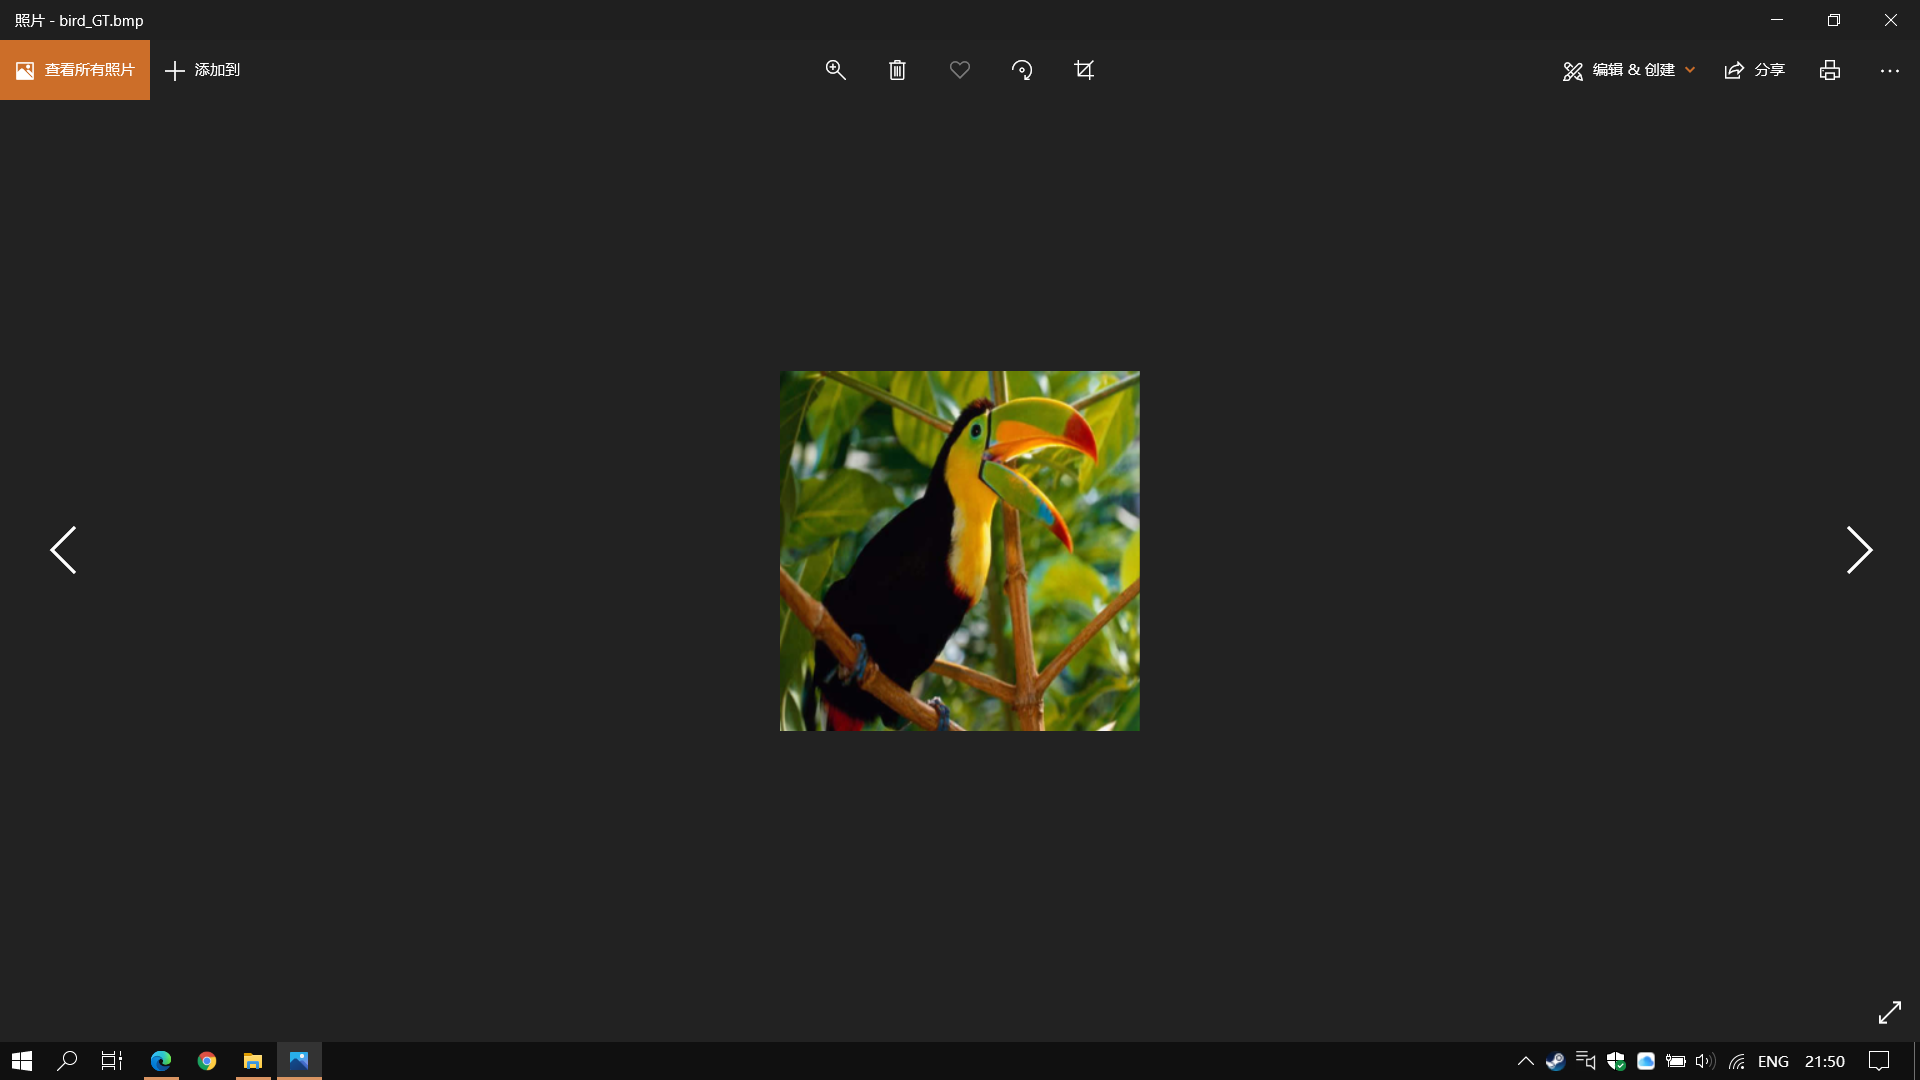 照片 - bird_GT.bmp
查看所有照片
添加到
编辑 & 创建
分享
ENG
21:50